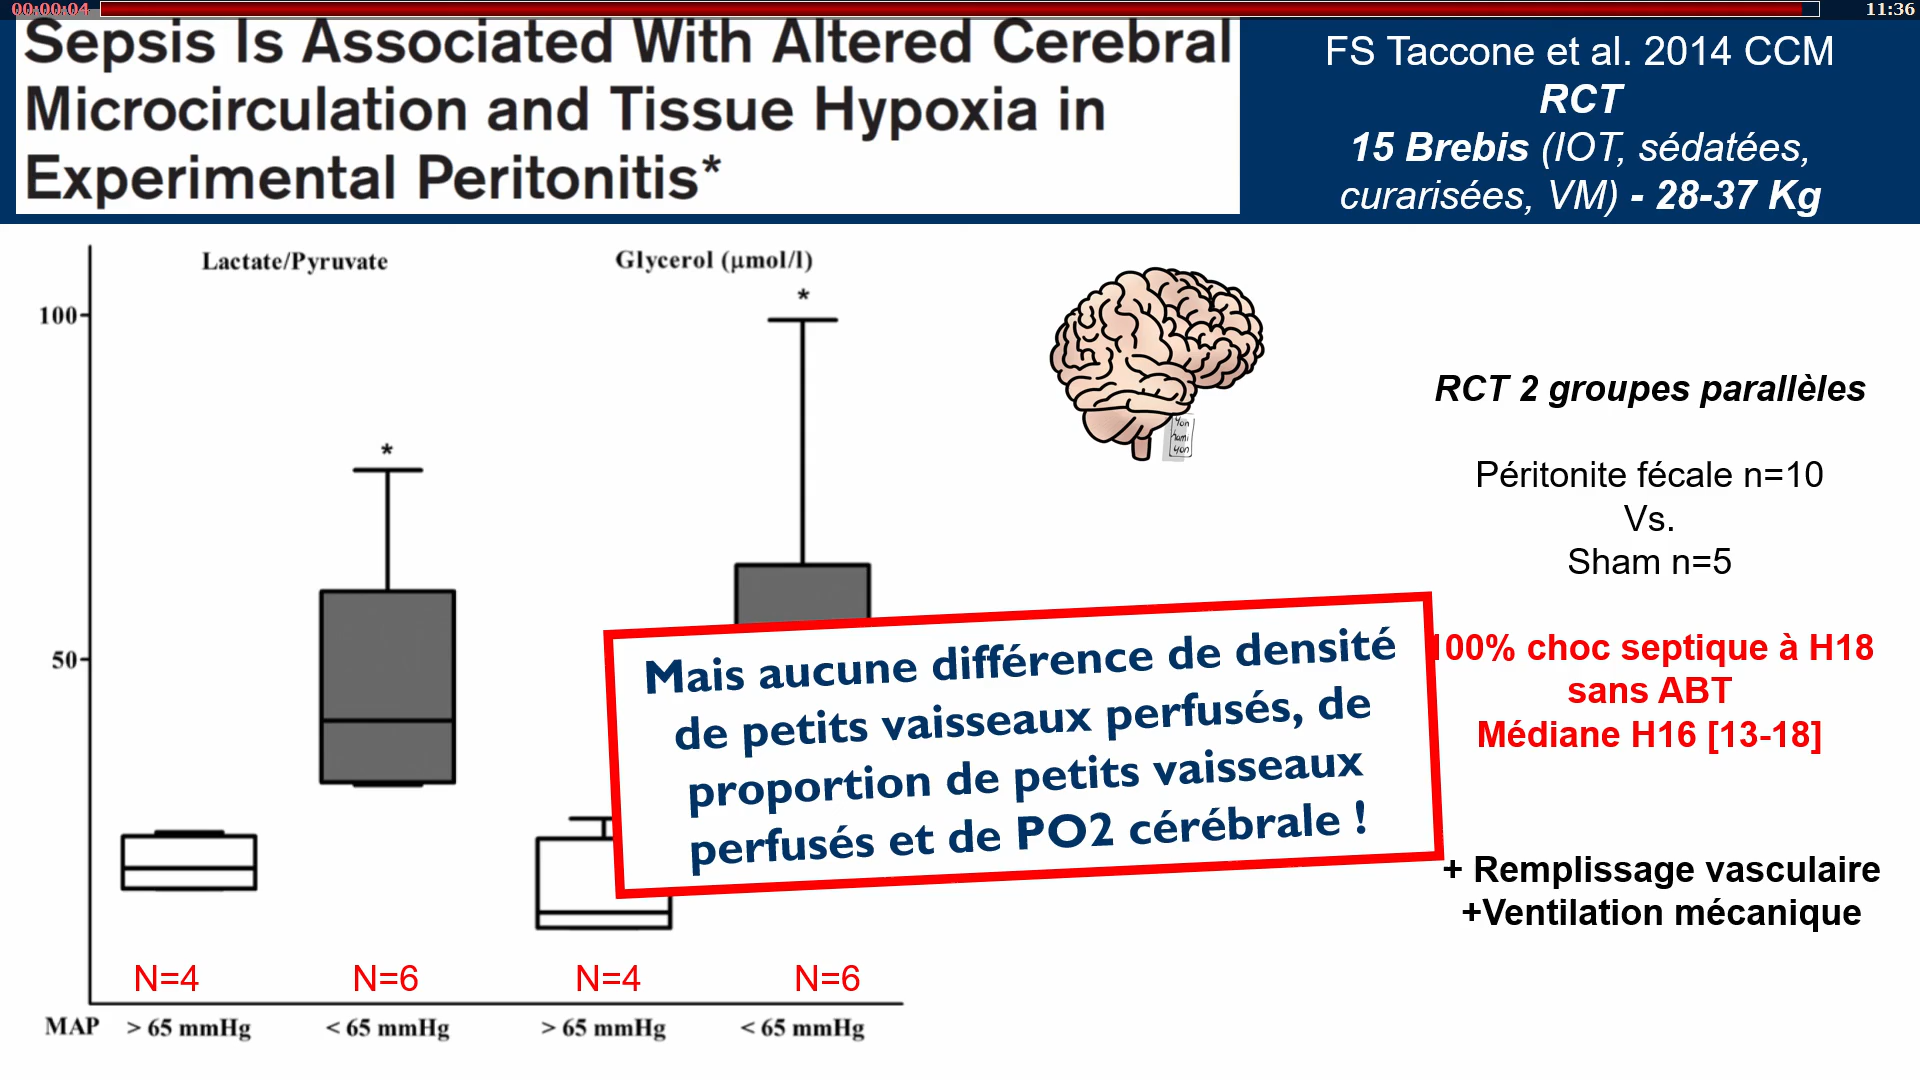 00:00:04
11:36
Sepsis Is Associated With Altered Cerebral
Microcirculation and Tissue Hypoxia in
Experimental Peritonitis*
FS Taccone et al. 2014 CCM
RCT
15 Brebis (IOT, sédatées,
curarisées, VM) - 28-37 Kg
Lactate/Pyruvate
Glycerol (µmol/l)
*
*
100
50
Yon
hami
yon
RCT 2 groupes parallèles
Péritonite fécale n=10
Vs.
Sham n=5
100% choc septique à H18
sans ABT
Médiane H16 [13-18]
Mais aucune différence de densité
de petits vaisseaux perfusés, de
proportion de petits vaisseaux
perfusés et de PO2 cérébrale !
+ Remplissage vasculaire
+Ventilation mécanique
N=4
N=6
N=4
N=6
MAP
> 65 mmHg
< 65 mmHg
> 65 mmHg
< 65 mmHg